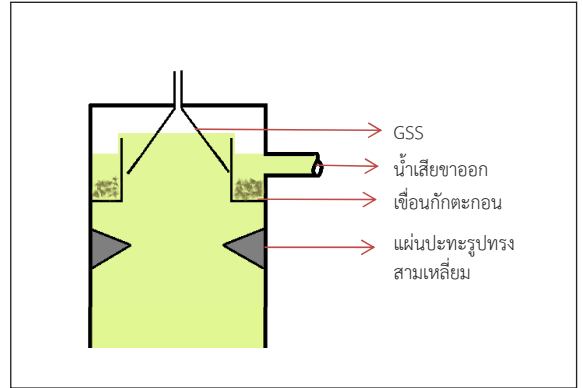 GSS
น้ำเสียขาออก
เขื่อนกักตะกอน
แผ่นปะทะรูปทรง
สามเหลี่ยม